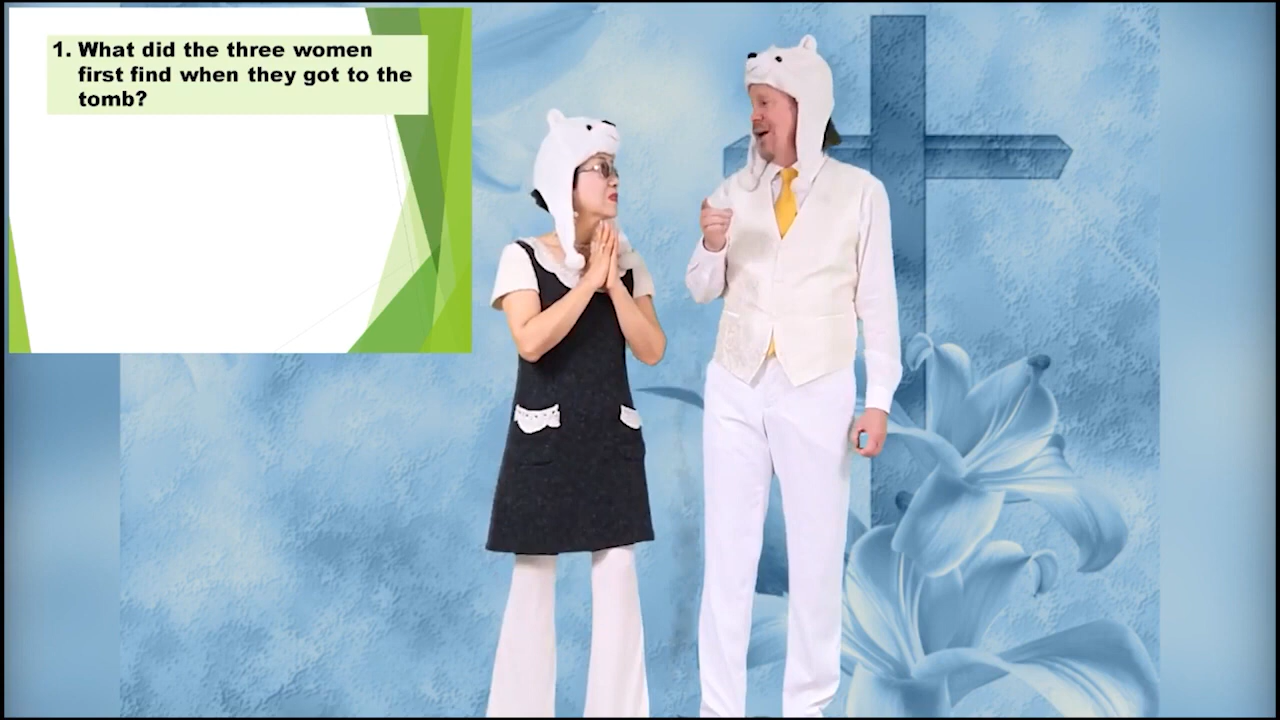 1. What did the three women
first find when they got to the
tomb?